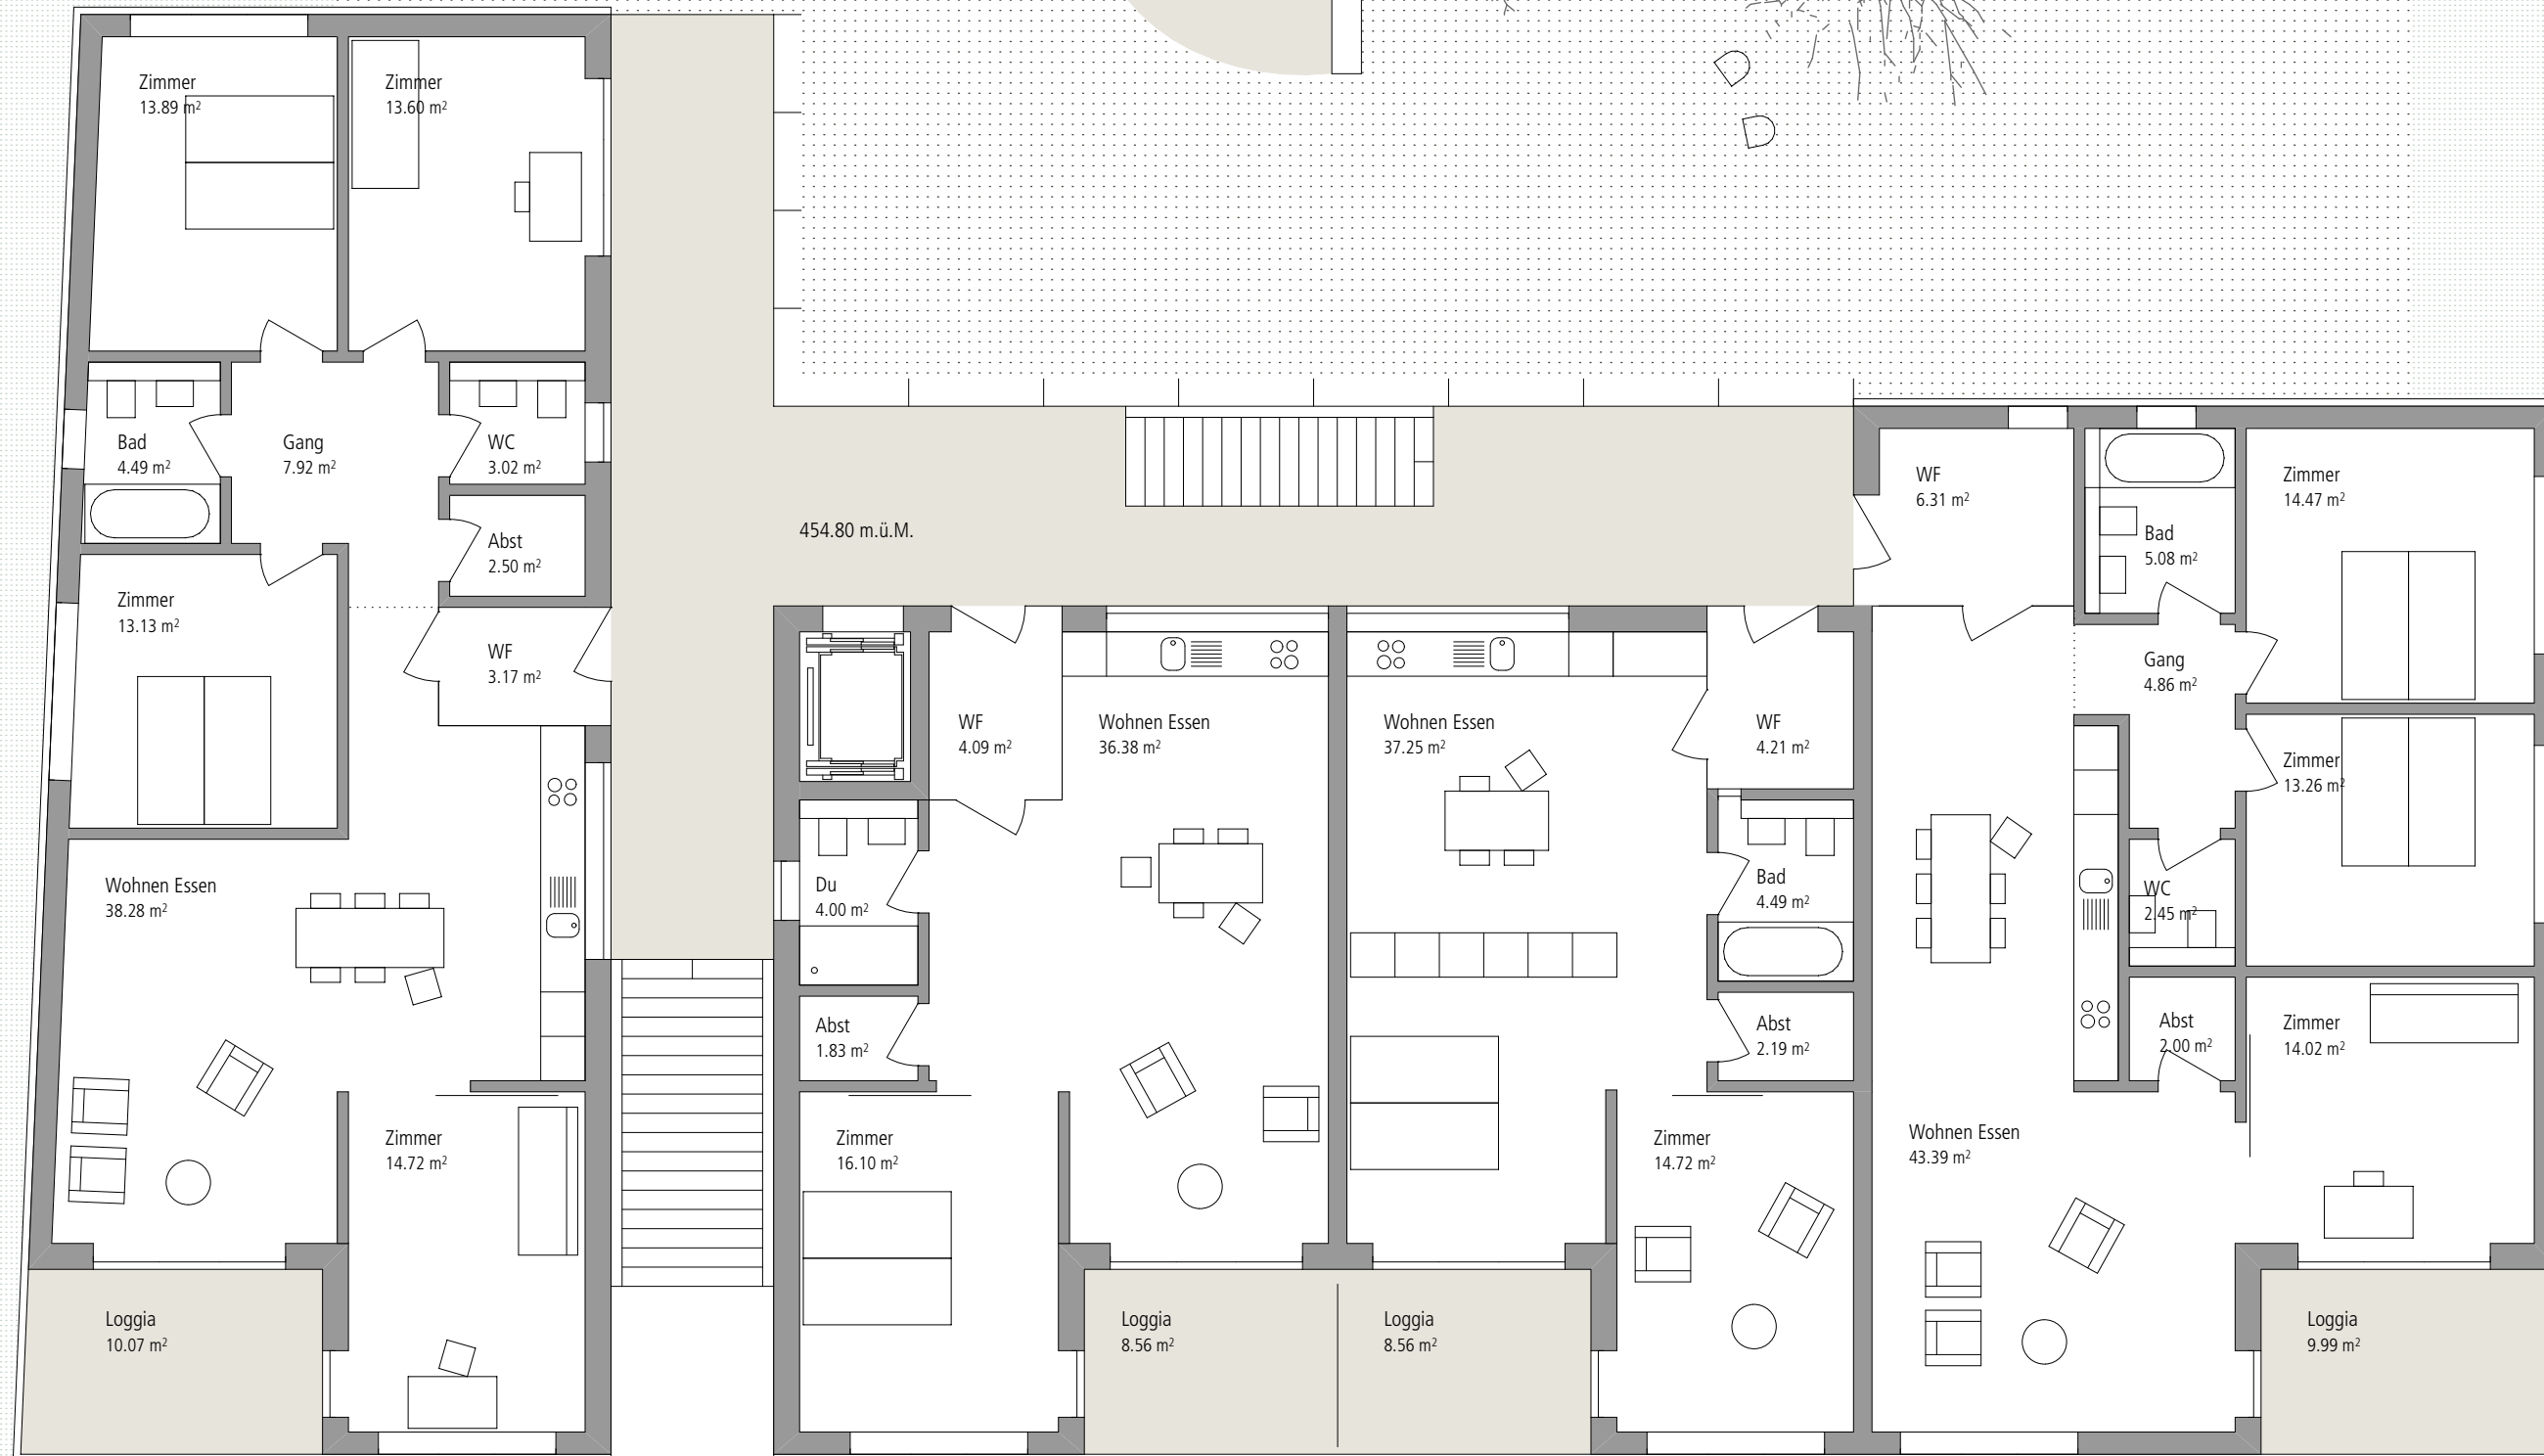 Zimmer
13.89 m²
Zimmer
13.60 m²
Bad
4.49 m²
Gang
7.92 m²
WC
3.02 m²
Abst
2.50 m²
Zimmer
13.13 m²
WF
3.17 m²
Wohnen Essen
38.28 m²
Zimmer
14.72 m²
Loggia
10.07 m²
454.80 m.ü.M.
WF
4.09 m²
Wohnen Essen
36.38 m²
Du
4.00 m²
Abst
1.83 m²
Zimmer
16.10 m²
Loggia
8.56 m²
Wohnen Essen
37.25 m²
WF
4.21 m²
Bad
4.49 m²
Abst
2.19 m²
Zimmer
14.72 m²
Loggia
8.56 m²
WF
6.31 m²
Bad
5.08 m²
Zimmer
14.47 m²
Gang
4.86 m²
Zimmer
13.26 m²
WC
2.45 m²
Abst
2.00 m²
Zimmer
14.02 m²
Wohnen Essen
43.39 m²
Loggia
9.99 m²